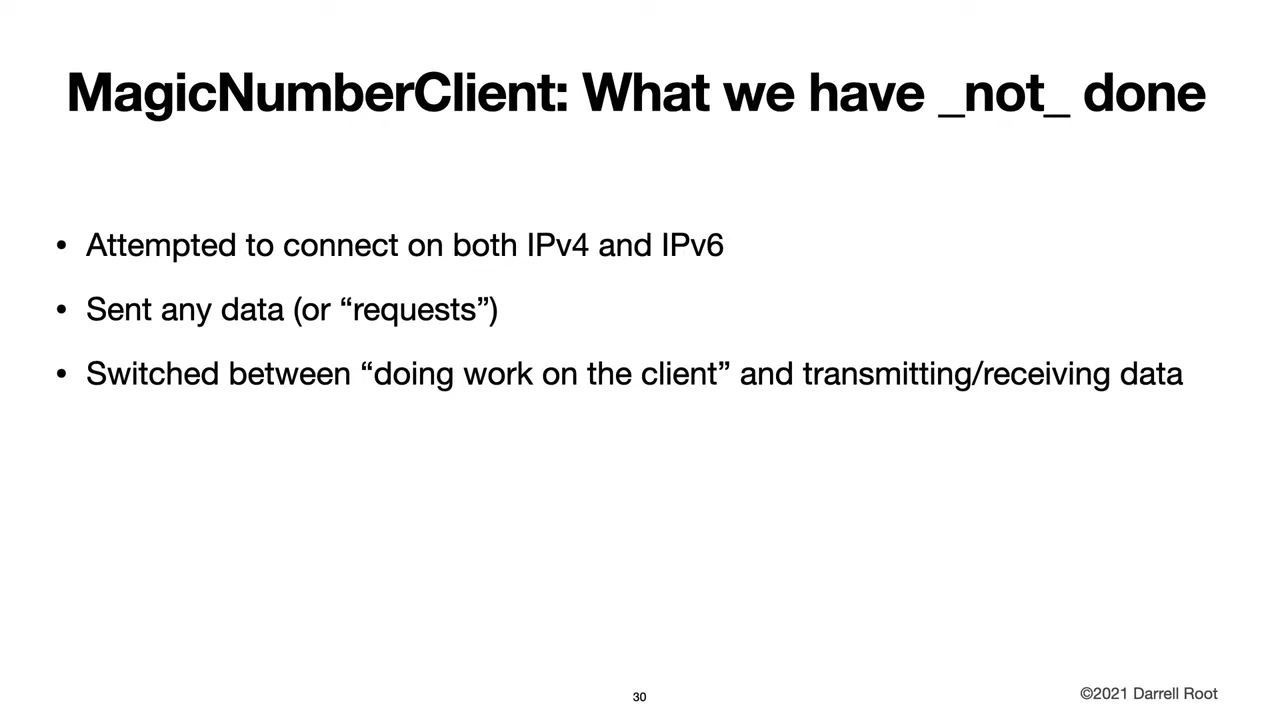 MagicNumberClient: What we have _not_ done
• Attempted to connect on both IPv4 and IPv6
• Sent any data (or “requests”)
• Switched between “doing work on the client” and transmitting/receiving data
30
©2021 Darrell Root